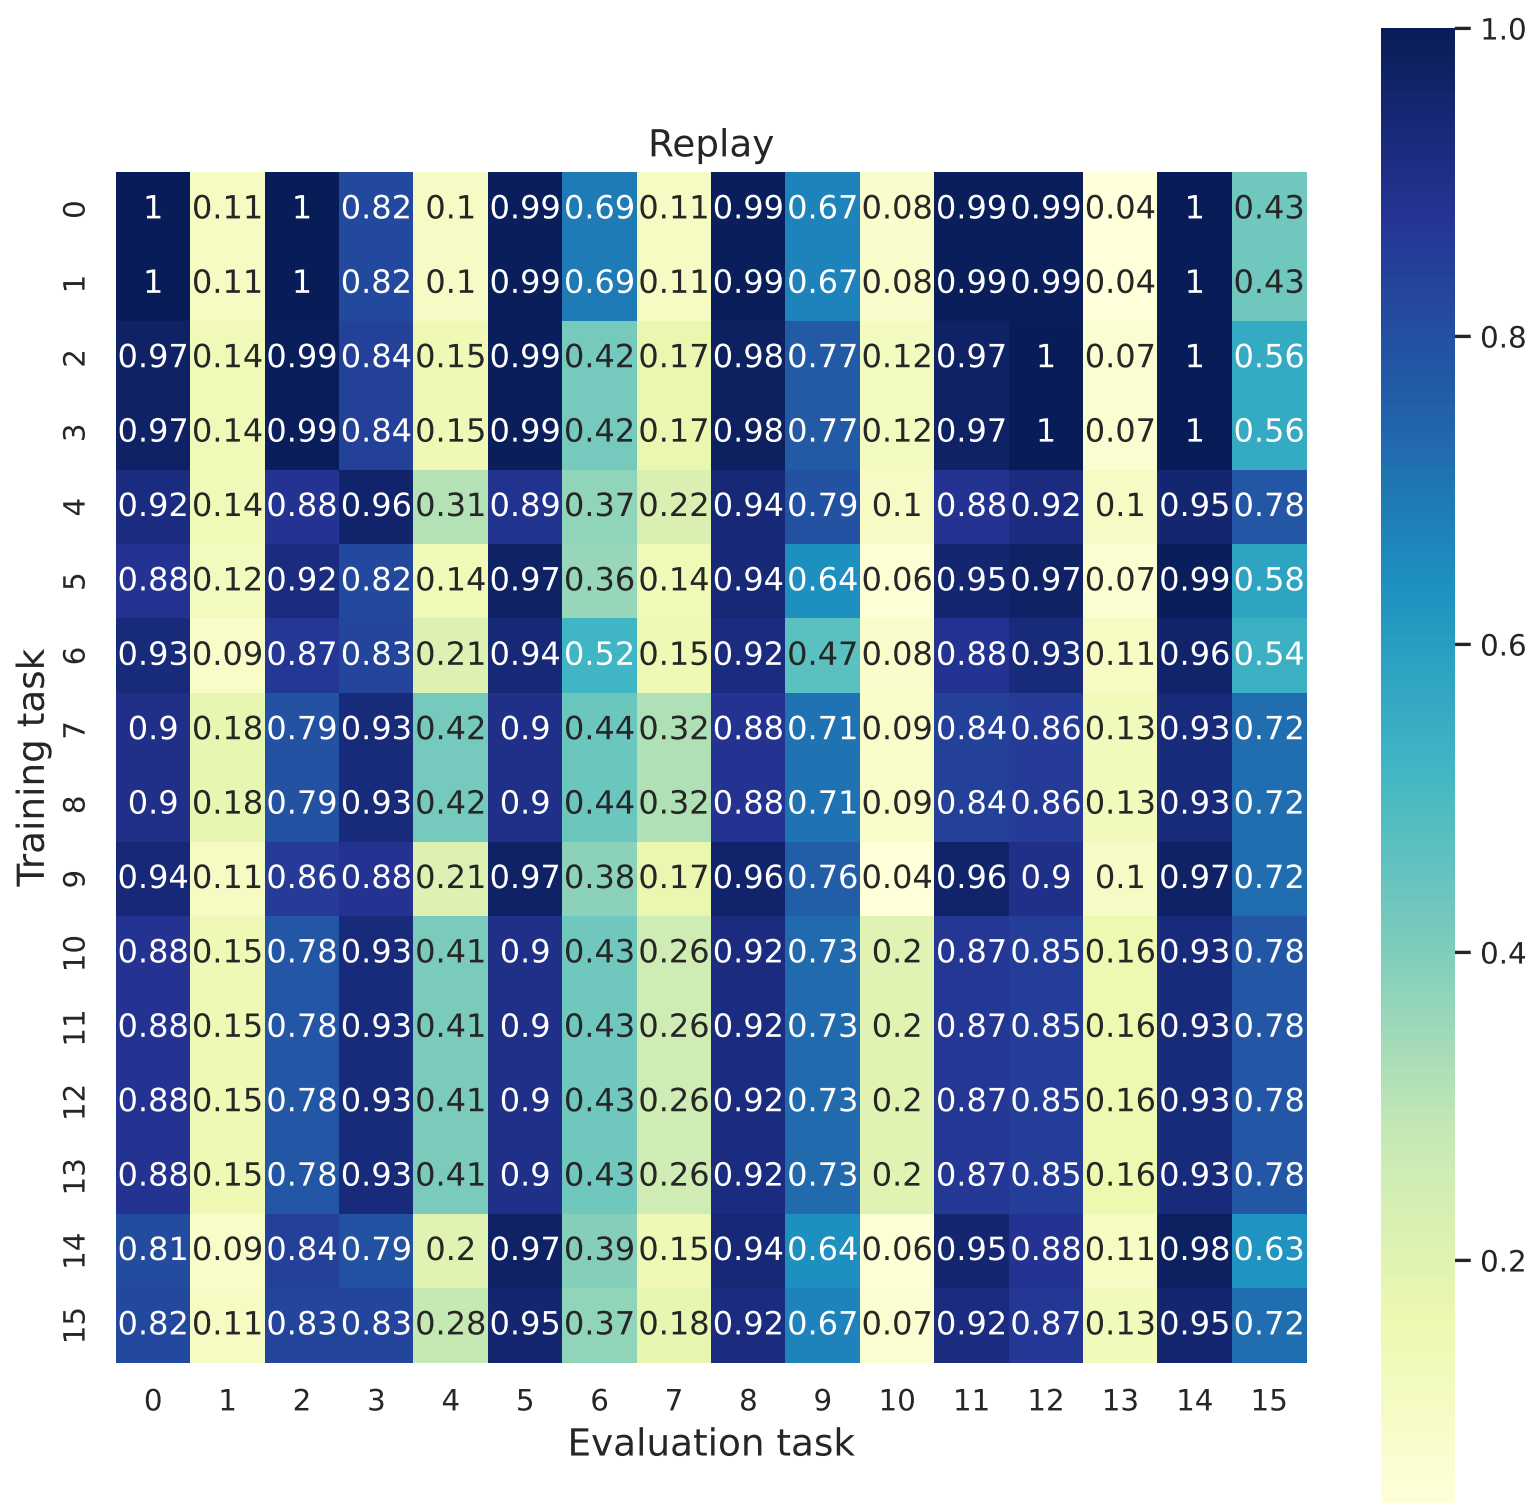 Replay
0 1 0.11 1 0.82 0.1 0.99 0.69 0.11 0.99 0.67 0.08 0.99 0.99 0.04 1 0.43
1 1 0.11 1 0.82 0.1 0.99 0.69 0.11 0.99 0.67 0.08 0.99 0.99 0.04 1 0.43
2 0.97 0.14 0.99 0.84 0.15 0.99 0.42 0.17 0.98 0.77 0.12 0.97 1 0.07 1 0.56
3 0.97 0.14 0.99 0.84 0.15 0.99 0.42 0.17 0.98 0.77 0.12 0.97 1 0.07 1 0.56
4 0.92 0.14 0.88 0.96 0.31 0.89 0.37 0.22 0.94 0.79 0.1 0.88 0.92 0.1 0.95 0.78
5 0.88 0.12 0.92 0.82 0.14 0.97 0.36 0.14 0.94 0.64 0.06 0.95 0.97 0.07 0.99 0.58
6 0.93 0.09 0.87 0.83 0.21 0.94 0.52 0.15 0.92 0.47 0.08 0.88 0.93 0.11 0.96 0.54
7 0.9 0.18 0.79 0.93 0.42 0.9 0.44 0.32 0.88 0.71 0.09 0.84 0.86 0.13 0.93 0.72
8 0.9 0.18 0.79 0.93 0.42 0.9 0.44 0.32 0.88 0.71 0.09 0.84 0.86 0.13 0.93 0.72
9 0.94 0.11 0.86 0.88 0.21 0.97 0.38 0.17 0.96 0.76 0.04 0.96 0.9 0.1 0.97 0.72
10 0.88 0.15 0.78 0.93 0.41 0.9 0.43 0.26 0.92 0.73 0.2 0.87 0.85 0.16 0.93 0.78
11 0.88 0.15 0.78 0.93 0.41 0.9 0.43 0.26 0.92 0.73 0.2 0.87 0.85 0.16 0.93 0.78
12 0.88 0.15 0.78 0.93 0.41 0.9 0.43 0.26 0.92 0.73 0.2 0.87 0.85 0.16 0.93 0.78
13 0.88 0.15 0.78 0.93 0.41 0.9 0.43 0.26 0.92 0.73 0.2 0.87 0.85 0.16 0.93 0.78
14 0.81 0.09 0.84 0.79 0.2 0.97 0.39 0.15 0.94 0.64 0.06 0.95 0.88 0.11 0.98 0.63
15 0.82 0.11 0.83 0.83 0.28 0.95 0.37 0.18 0.92 0.67 0.07 0.92 0.87 0.13 0.95 0.72
0 1 2 3 4 5 6 7 8 9 10 11 12 13 14 15
Evaluation task
Training task
1.0
0.8
0.6
0.4
0.2